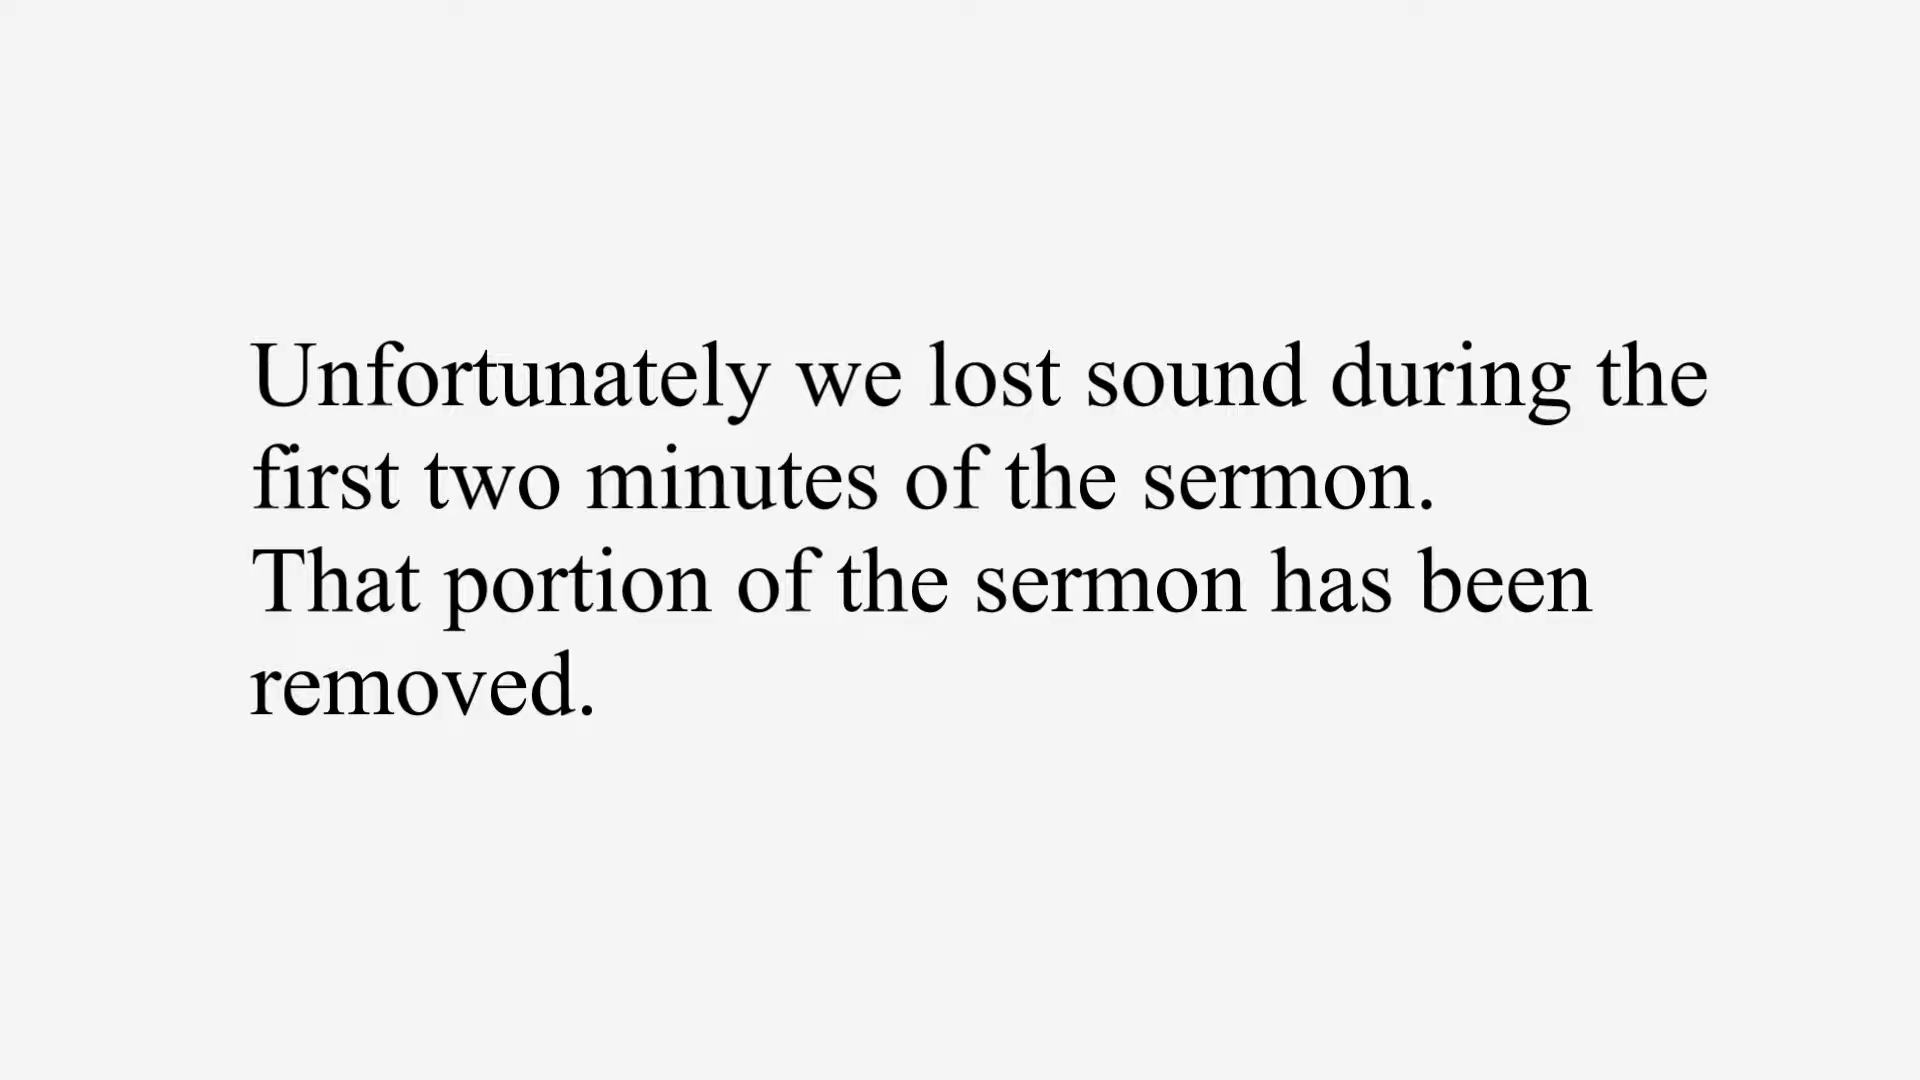 Unfortunately we lost sound during the
first two minutes of the sermon.
That portion of the sermon has been
removed.